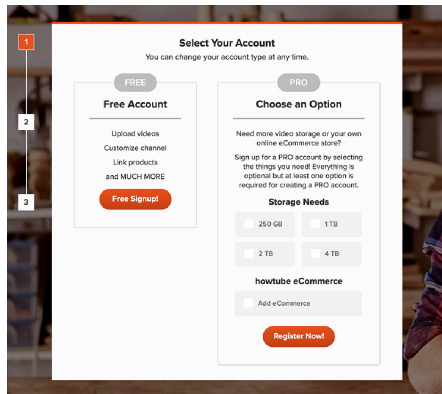 1
Select Your Account
You can change your account type at any time.
FREE
Free Account
Upload videos
Customize channel
Link products
and MUCH MORE
Free Signup!
PRO
Choose an Option
Need more video storage or your own
online eCommerce store?
Sign up for a PRO account by selecting
the things you need! Everything is
optional but at least one option is
required for creating a PRO account.
Storage Needs
250 GB
1 TB
2 TB
4 TB
howtube eCommerce
Add eCommerce
Register Now!
2
3